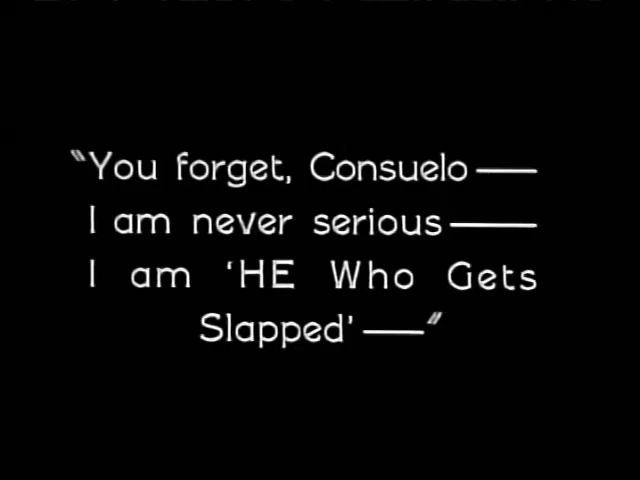 "You forget, Consuelo——
I am never serious——
I am 'HE Who Gets
Slapped'——"